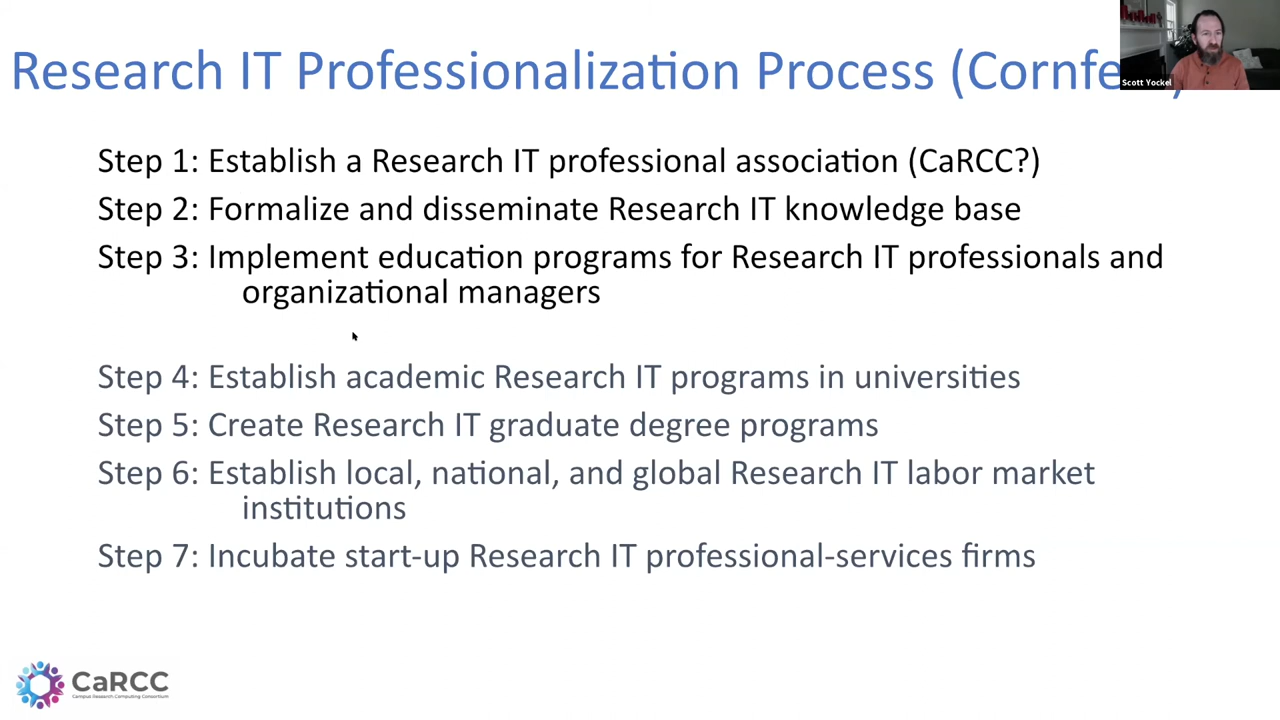 Research IT Professionalization Process (Cornfe
Scott Yockel
Step 1: Establish a Research IT professional association (CaRCC?)
Step 2: Formalize and disseminate Research IT knowledge base
Step 3: Implement education programs for Research IT professionals and
organizational managers
Step 4: Establish academic Research IT programs in universities
Step 5: Create Research IT graduate degree programs
Step 6: Establish local, national, and global Research IT labor market
institutions
Step 7: Incubate start-up Research IT professional-services firms
CaRCC
Campus Research Computing Consortium